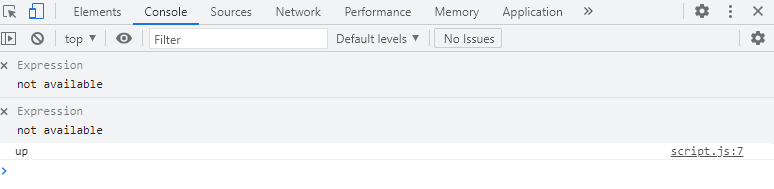 Elements Console Sources Network Performance Memory Application »
top ▼ Filter Default levels ▼ No Issues
× Expression
not available
× Expression
not available
up script.js:7
>